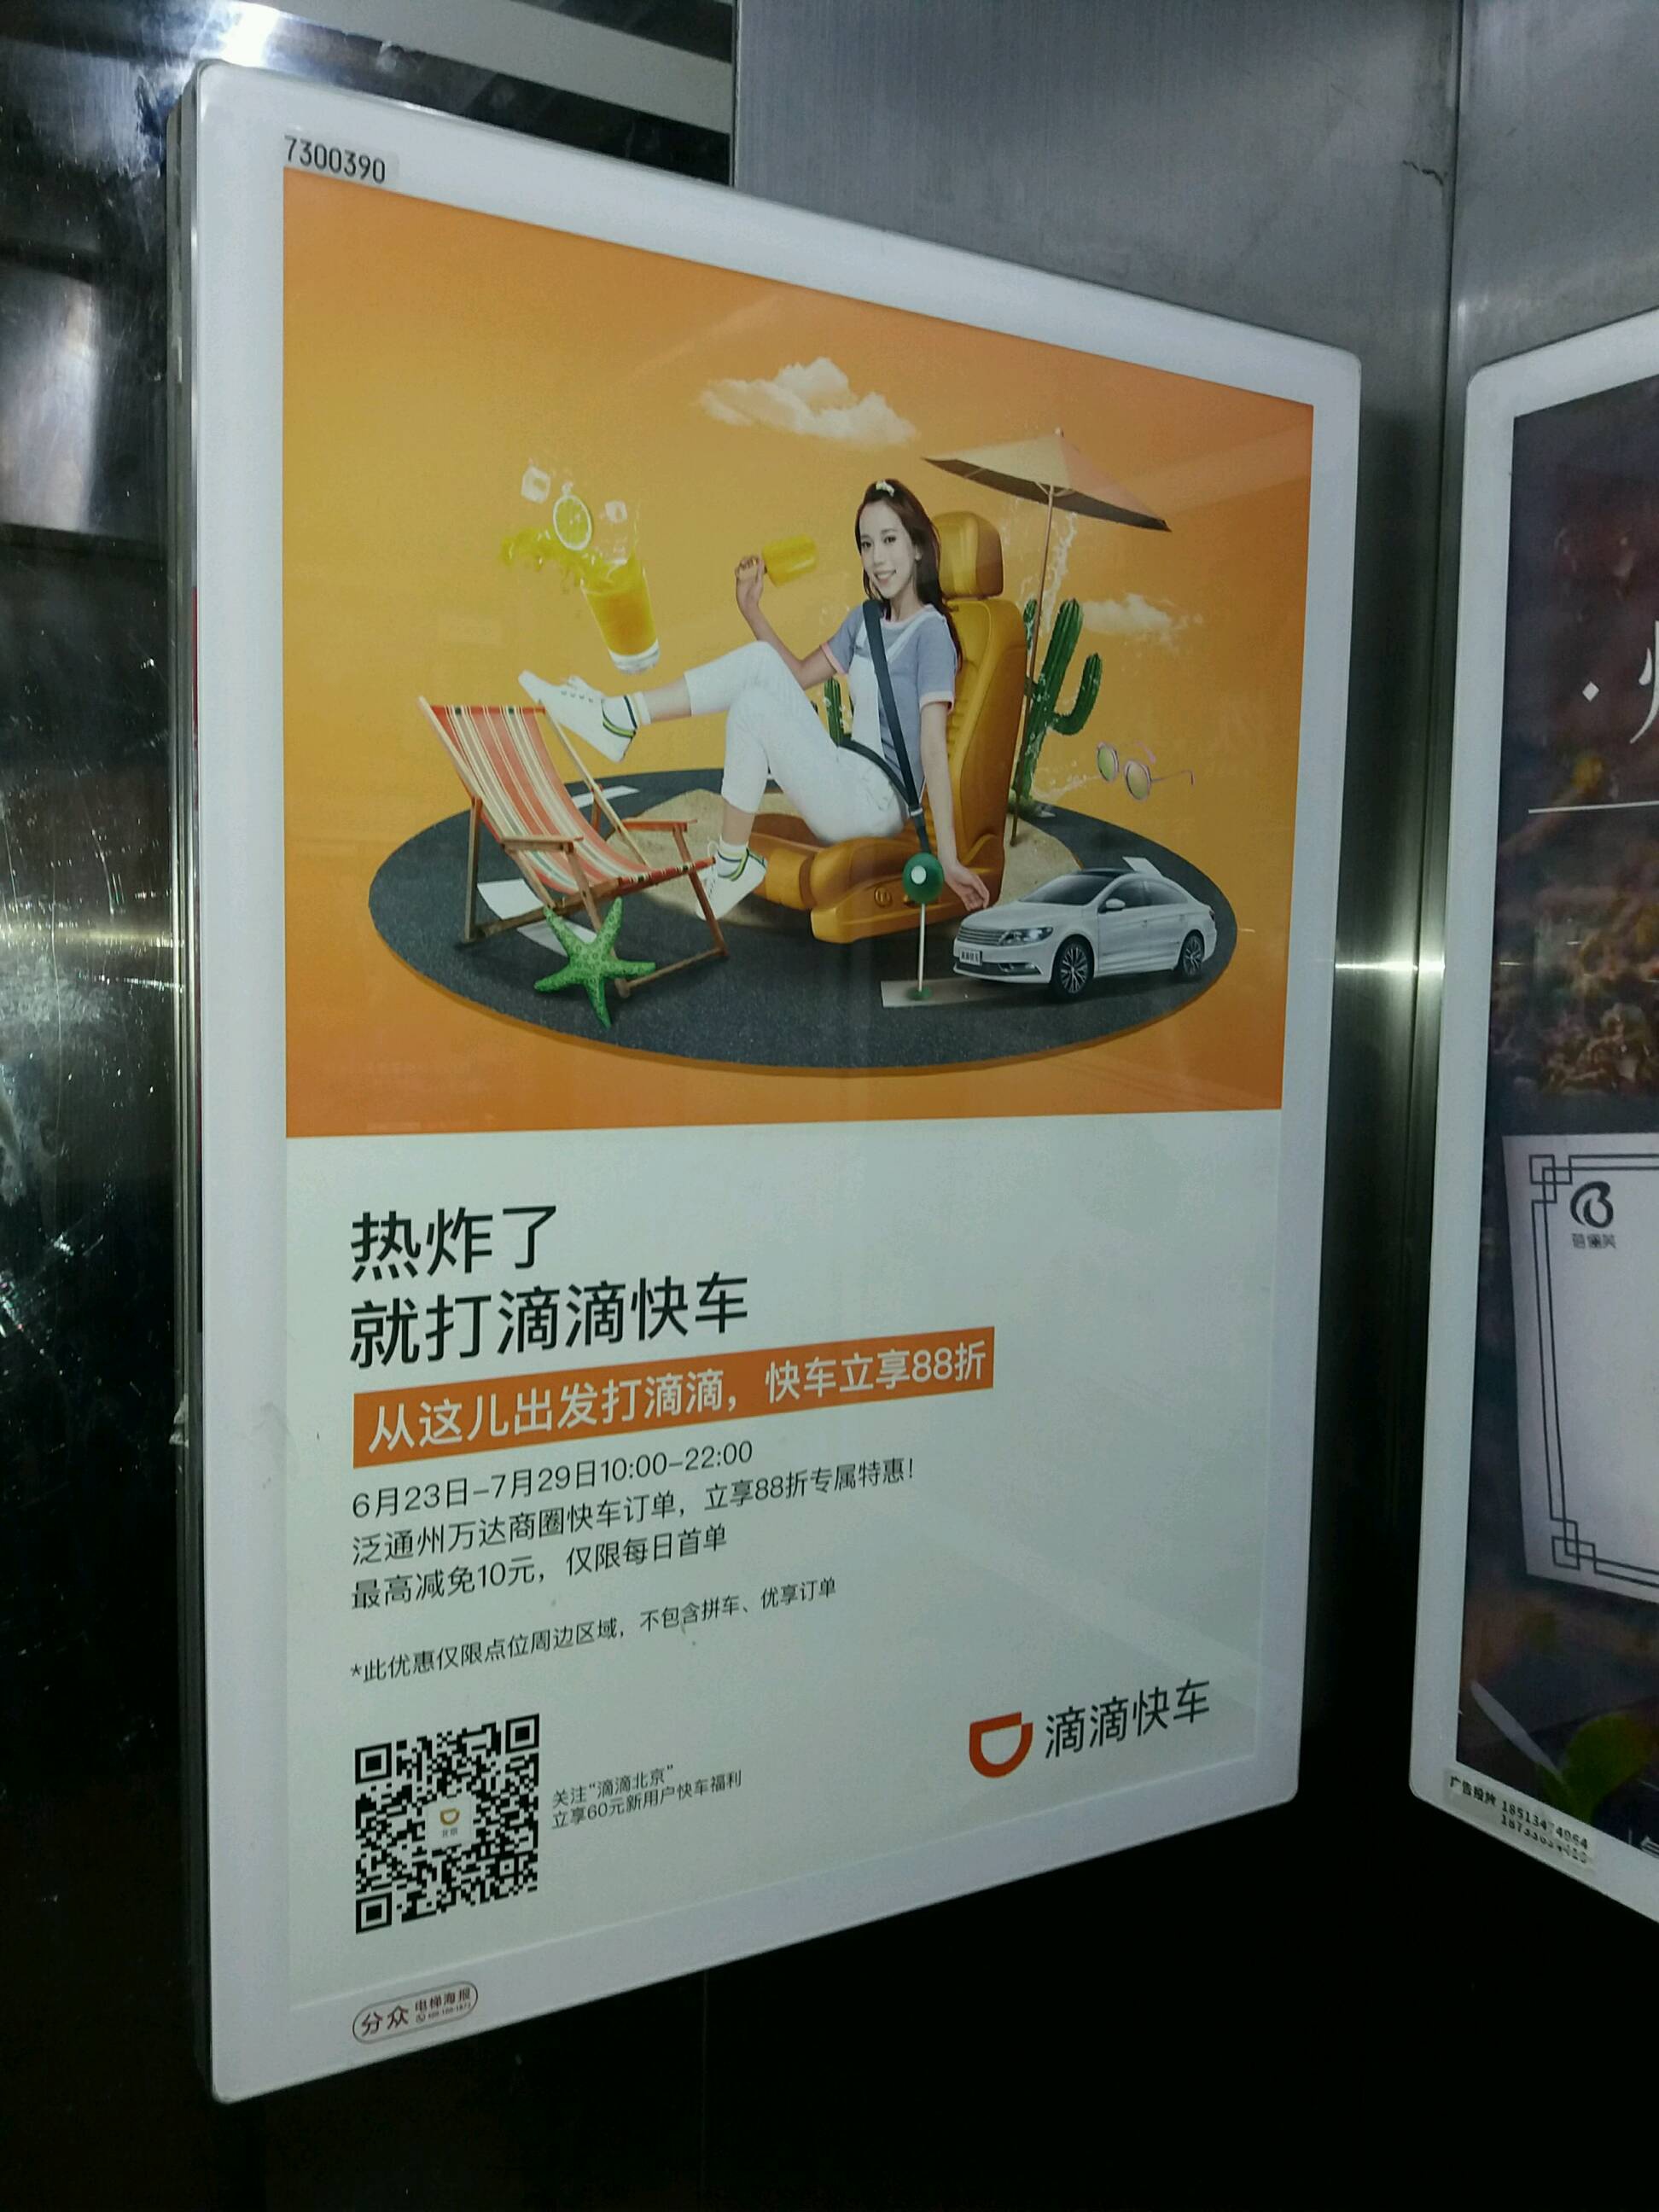 7300390
热炸了
就打滴滴快车
从这儿出发打滴滴，快车立享88折
6月23日-7月29日10:00-22:00
泛通州万达商圈快车订单，立享88折专属特惠！
最高减免10元，仅限每日首单
*此优惠仅限点位周边区域，不包含拼车、优享订单
关注“滴滴北京”
立享60元新用户快车福利
滴滴快车
分众 电梯海报